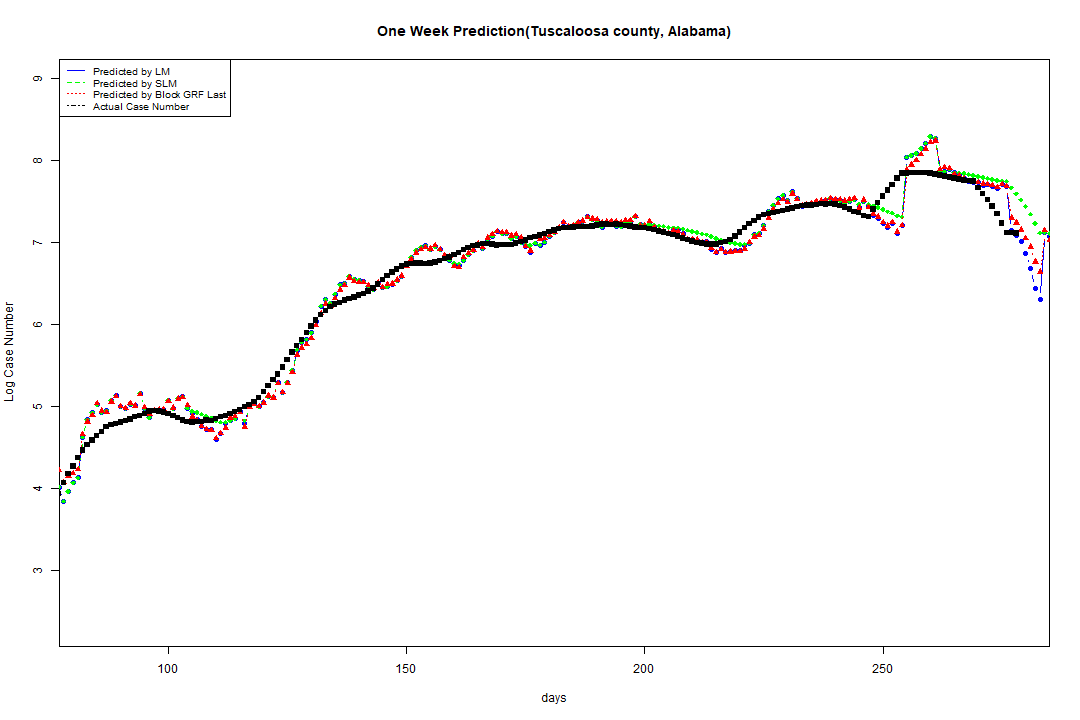 One Week Prediction(Tuscaloosa county, Alabama)
Predicted by LM
Predicted by SLM
Predicted by Block GRF Last
Actual Case Number
9
8
7
6
5
4
3
Log Case Number
100 150 200 250
days